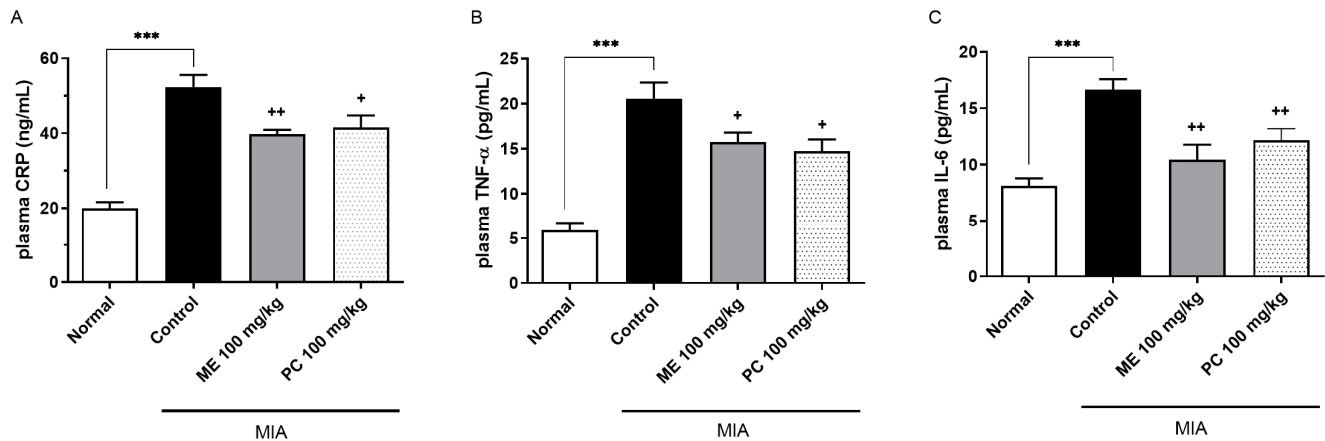 A
plasma CRP (ng/mL)
60
40
20
0
***
++
+
Normal
Control
ME 100 mg/kg
PC 100 mg/kg
MIA
B
plasma TNF-α (pg/mL)
25
20
15
10
5
0
***
+
+
Normal
Control
ME 100 mg/kg
PC 100 mg/kg
MIA
C
plasma IL-6 (pg/mL)
20
15
10
5
0
***
++
++
Normal
Control
ME 100 mg/kg
PC 100 mg/kg
MIA